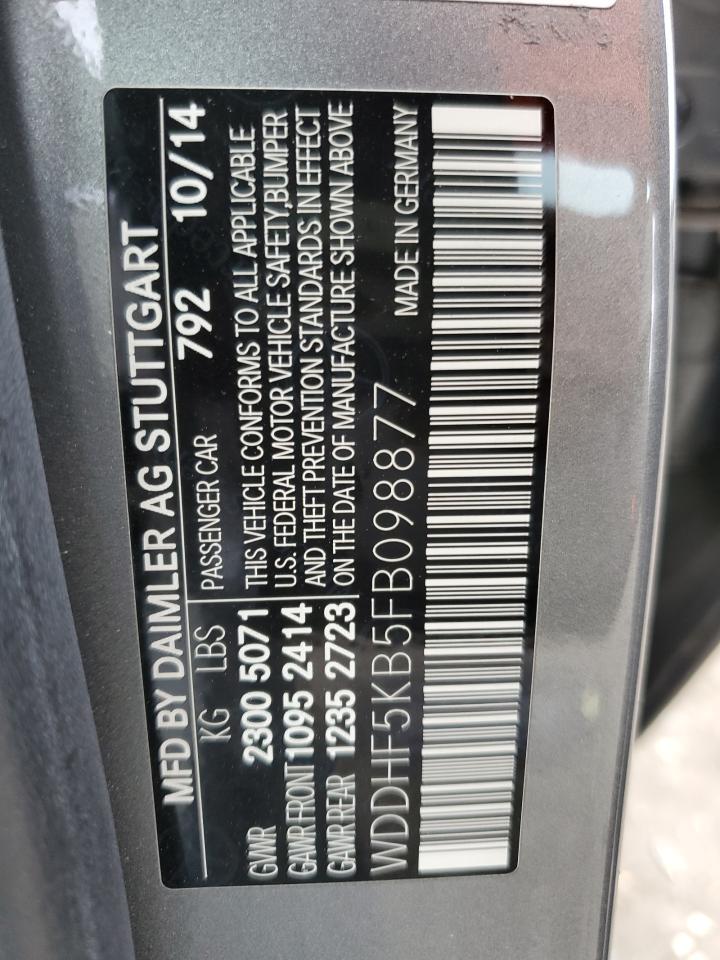 MFD BY DAIMLER AG STUTTGART
792 10/14
KG LBS PASSENGER CAR
GVWR 2300 5071
GAWR FRONT 1095 2414
GAWR REAR 1235 2723
THIS VEHICLE CONFORMS TO ALL APPLICABLE
U.S. FEDERAL MOTOR VEHICLE SAFETY,BUMPER
AND THEFT PREVENTION STANDARDS IN EFFECT
ON THE DATE OF MANUFACTURE SHOWN ABOVE
WDDHF5KB5FB098877 MADE IN GERMANY